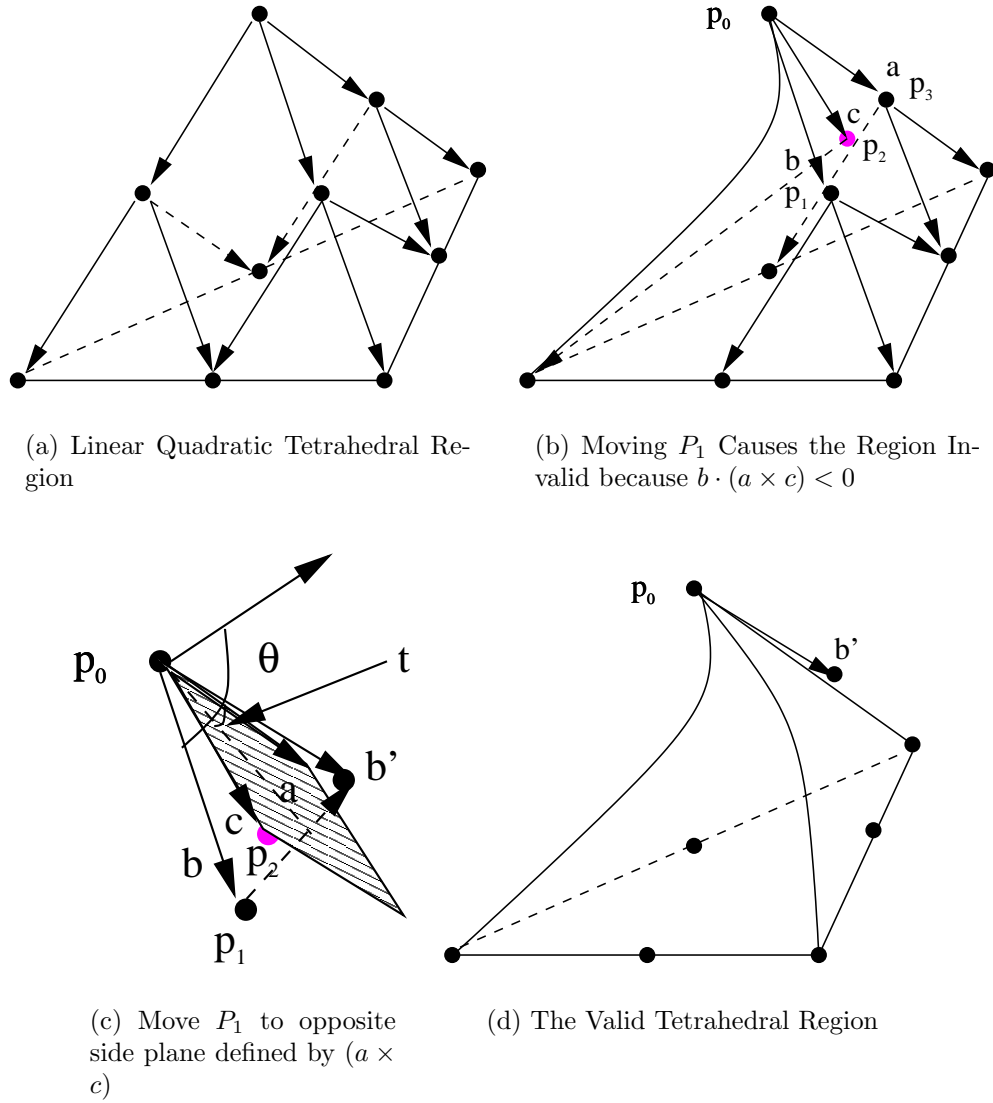 p₀
a
p₃
c
p₂
b
p₁
(a) Linear Quadratic Tetrahedral Re-
gion
(b) Moving P₁ Causes the Region In-
valid because b · (a × c) < 0
p₀
θ
t
b’
a
c
p₂
b
p₁
p₀
b’
(c) Move P₁ to opposite
side plane defined by (a ×
c)
(d) The Valid Tetrahedral Region